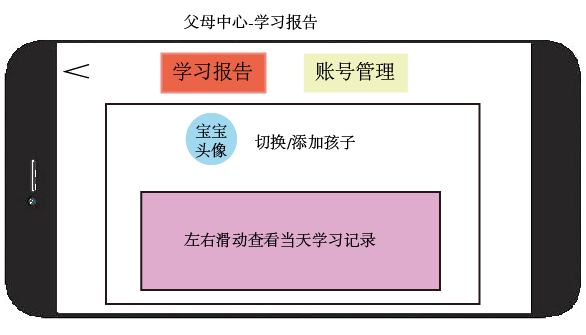 父母中心-学习报告
学习报告
账号管理
宝宝
头像
切换/添加孩子
左右滑动查看当天学习记录